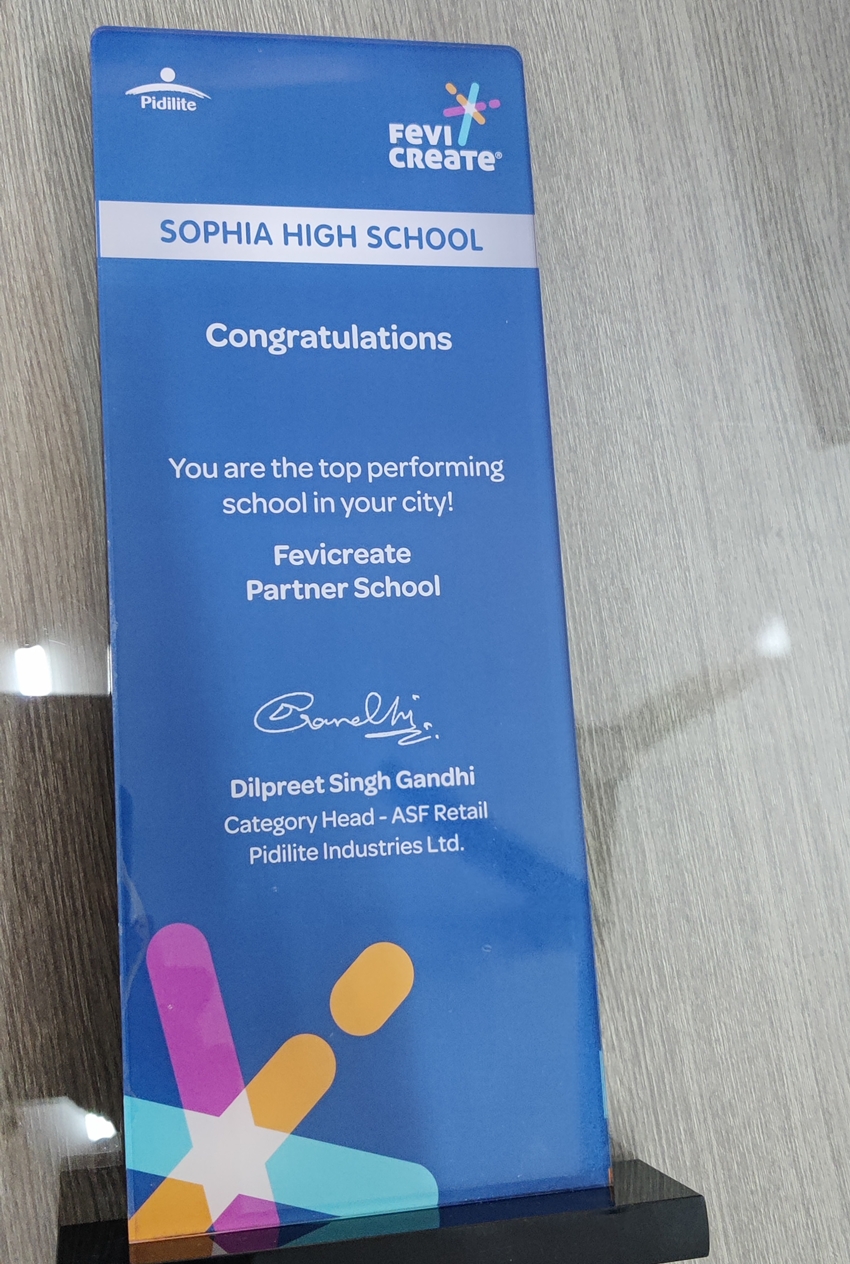 Pidilite
Fevi
Create®
SOPHIA HIGH SCHOOL
Congratulations
You are the top performing
school in your city!
Fevicreate
Partner School
Dilpreet Singh Gandhi
Category Head - ASF Retail
Pidilite Industries Ltd.